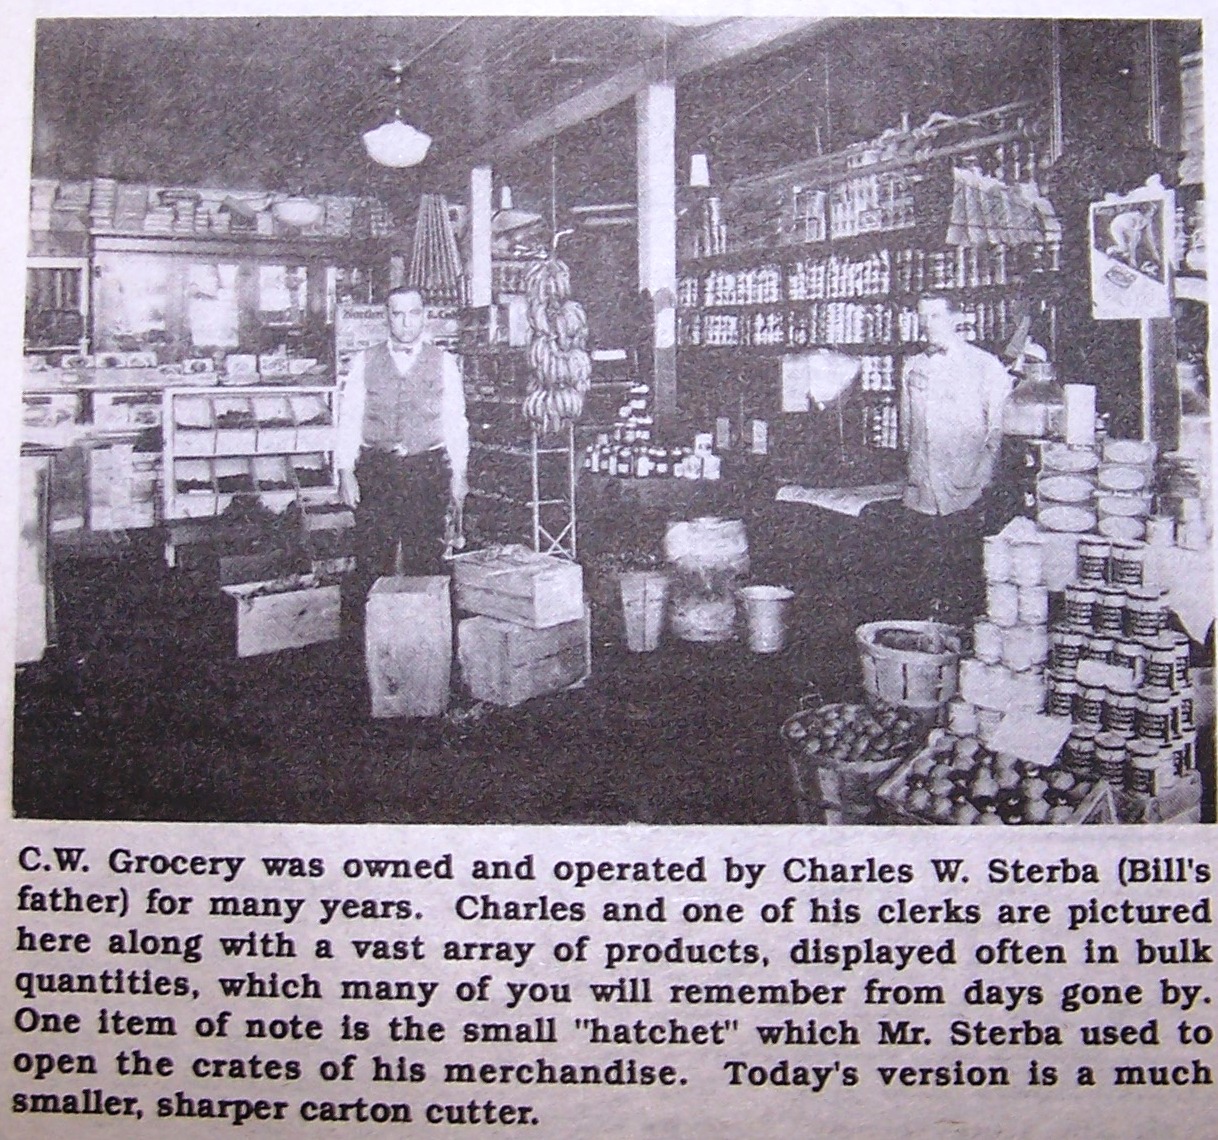 C.W. Grocery was owned and operated by Charles W. Sterba (Bill's
father) for many years. Charles and one of his clerks are pictured
here along with a vast array of products, displayed often in bulk
quantities, which many of you will remember from days gone by.
One item of note is the small "hatchet" which Mr. Sterba used to
open the crates of his merchandise. Today's version is a much
smaller, sharper carton cutter.